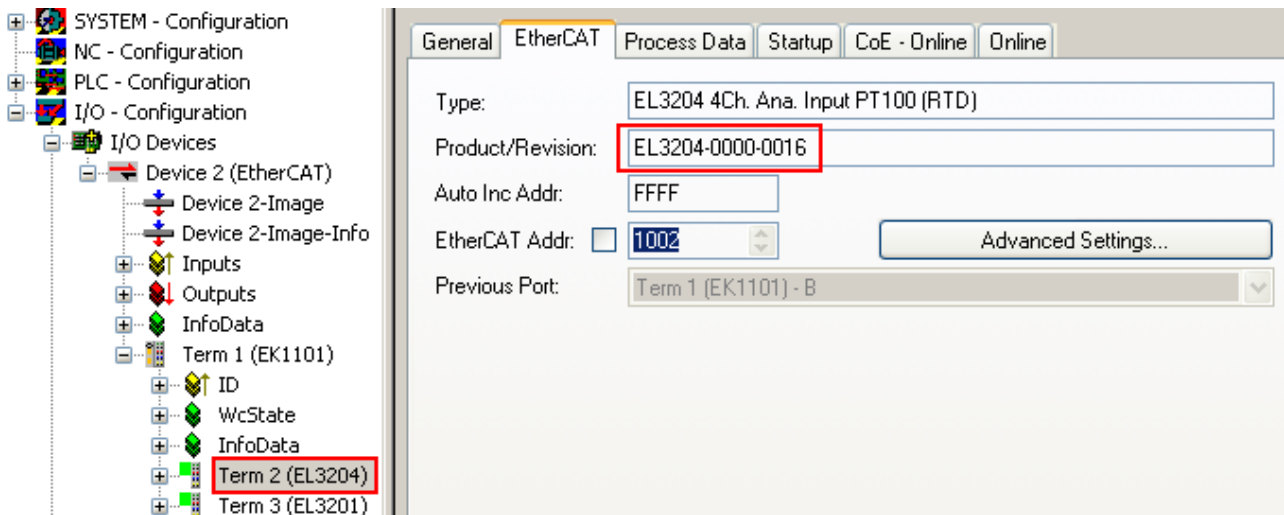 SYSTEM - Configuration
NC - Configuration
PLC - Configuration
I/O - Configuration
I/O Devices
Device 2 (EtherCAT)
Device 2-Image
Device 2-Image-Info
Inputs
Outputs
InfoData
Term 1 (EK1101)
ID
WcState
InfoData
Term 2 (EL3204)
Term 3 (EL3201)
General EtherCAT Process Data Startup CoE - Online Online
Type: EL3204 4Ch. Ana. Input PT100 (RTD)
Product/Revision: EL3204-0000-0016
Auto Inc Addr: FFFF
EtherCAT Addr: 1002 Advanced Settings...
Previous Port: Term 1 (EK1101) - B